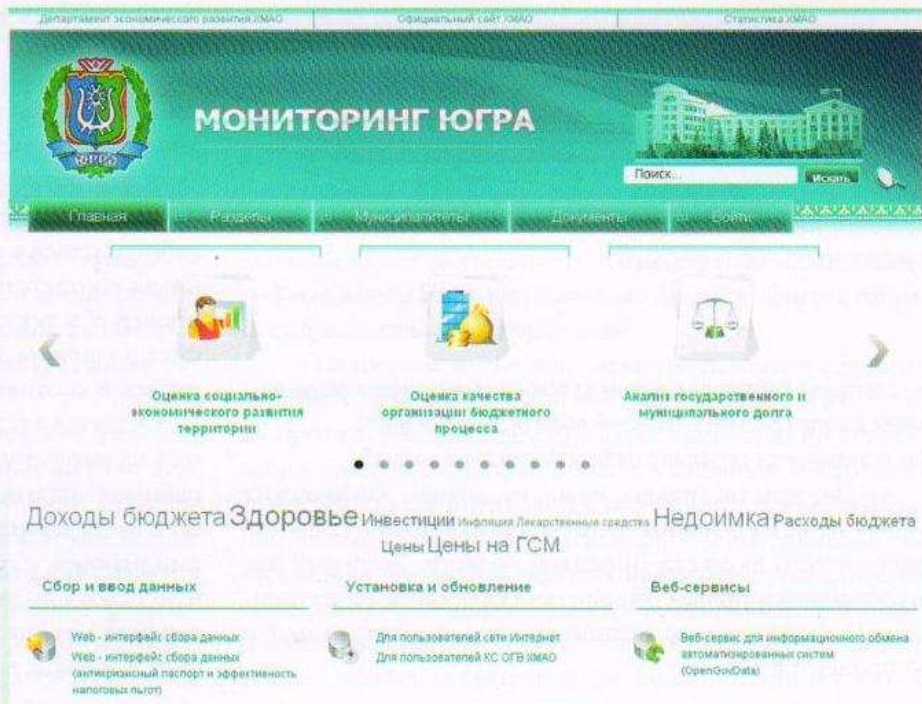 Департамент экономического развития ХМАО Официальный сайт ХМАО Статистика ХМАО
ЮГРА
МОНИТОРИНГ ЮГРА
Поиск... Искать
Главная Разделы Муниципалитеты Документы Войти
Оценка социально-
экономического развития
территории
Оценка качества
организации бюджетного
процесса
Анализ государственного и
муниципального долга
Доходы бюджета Здоровье Инвестиции Инфляция Лекарственные средства Недоимка Расходы бюджета
Цены Цены на ГСМ
Сбор и ввод данных
Web - интерфейс сбора данных
Web - интерфейс сбора данных
(антикризисный паспорт и эффективность
налоговых льгот)
Установка и обновление
Для пользователей сети Интернет
Для пользователей КС ОГВ ХМАО
Веб-сервисы
Веб-сервис для информационного обмена
автоматизированных систем
(OpenGovData)